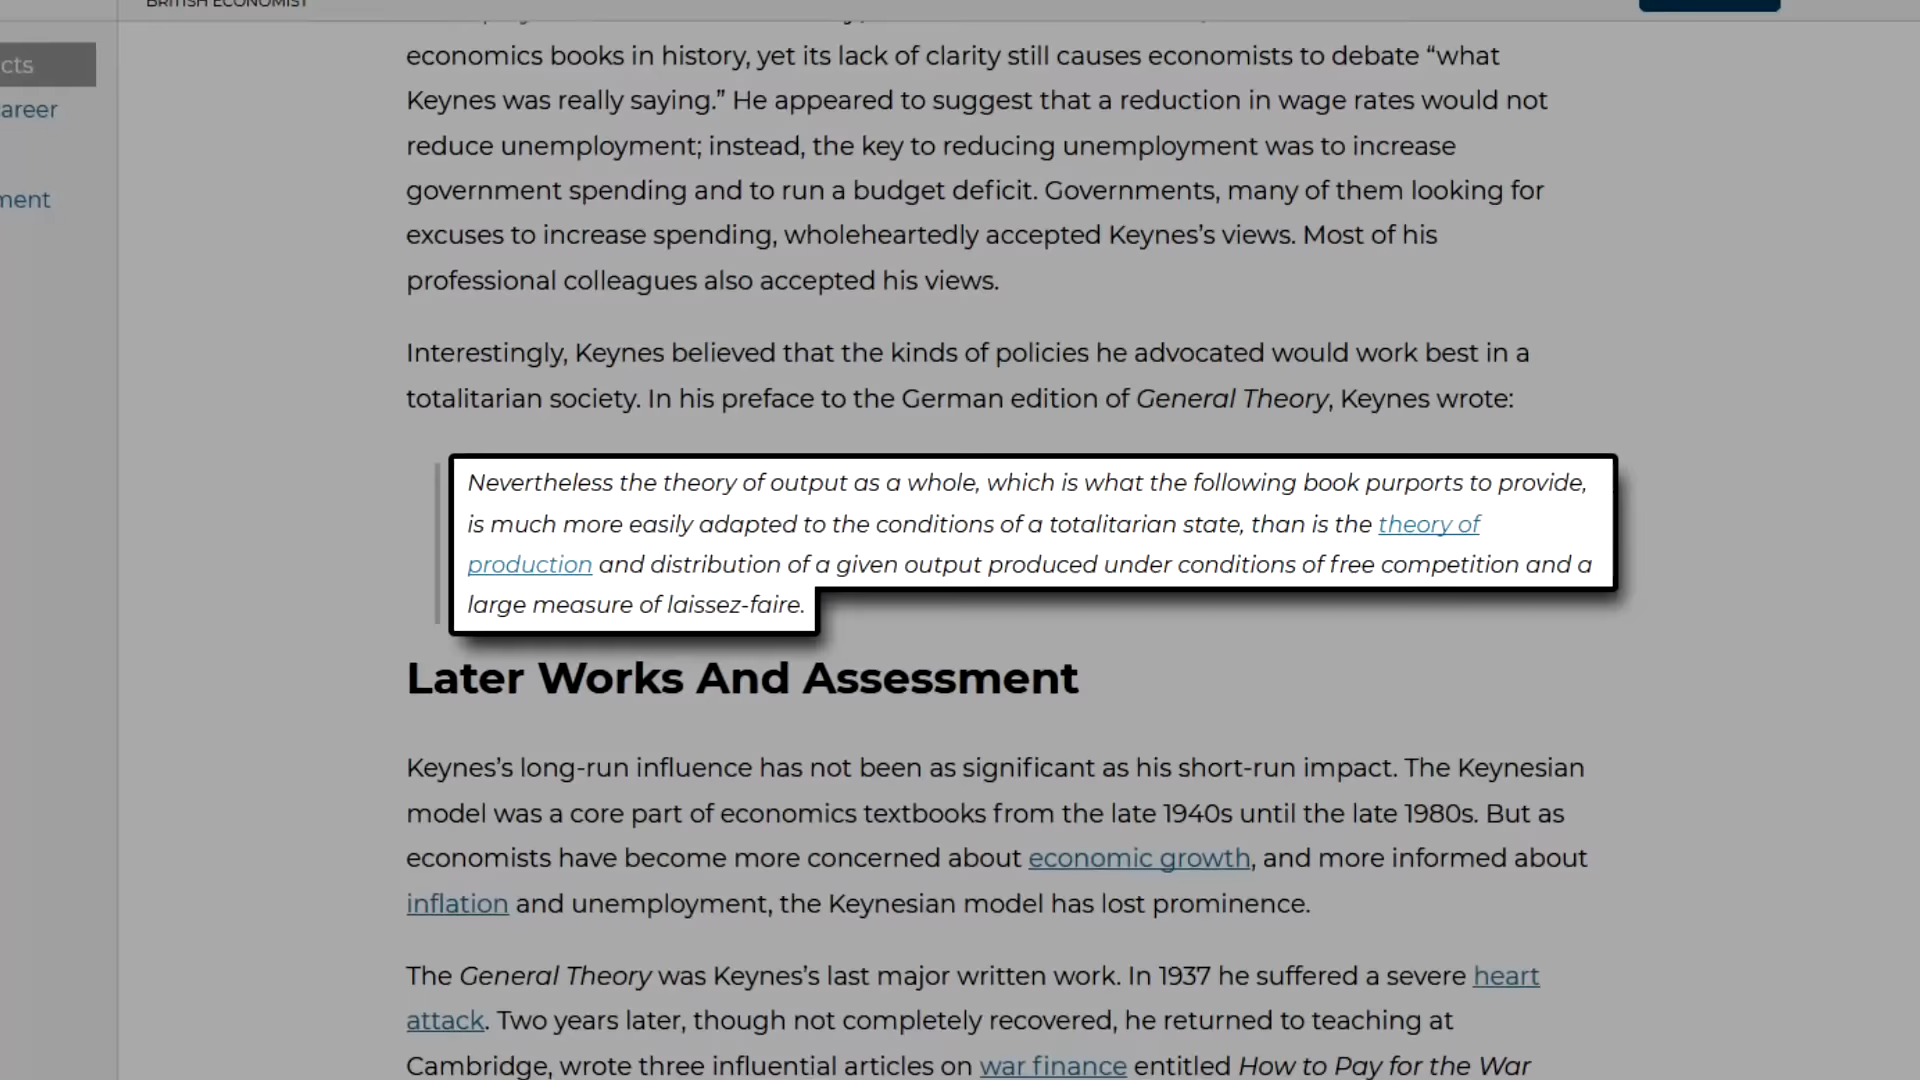 BRITISH ECONOMIST
cts
areer
ment
economics books in history, yet its lack of clarity still causes economists to debate “what
Keynes was really saying.” He appeared to suggest that a reduction in wage rates would not
reduce unemployment; instead, the key to reducing unemployment was to increase
government spending and to run a budget deficit. Governments, many of them looking for
excuses to increase spending, wholeheartedly accepted Keynes’s views. Most of his
professional colleagues also accepted his views.
Interestingly, Keynes believed that the kinds of policies he advocated would work best in a
totalitarian society. In his preface to the German edition of General Theory, Keynes wrote:
Nevertheless the theory of output as a whole, which is what the following book purports to provide,
is much more easily adapted to the conditions of a totalitarian state, than is the theory of
production and distribution of a given output produced under conditions of free competition and a
large measure of laissez-faire.
Later Works And Assessment
Keynes’s long-run influence has not been as significant as his short-run impact. The Keynesian
model was a core part of economics textbooks from the late 1940s until the late 1980s. But as
economists have become more concerned about economic growth, and more informed about
inflation and unemployment, the Keynesian model has lost prominence.
The General Theory was Keynes’s last major written work. In 1937 he suffered a severe heart
attack. Two years later, though not completely recovered, he returned to teaching at
Cambridge, wrote three influential articles on war finance entitled How to Pay for the War